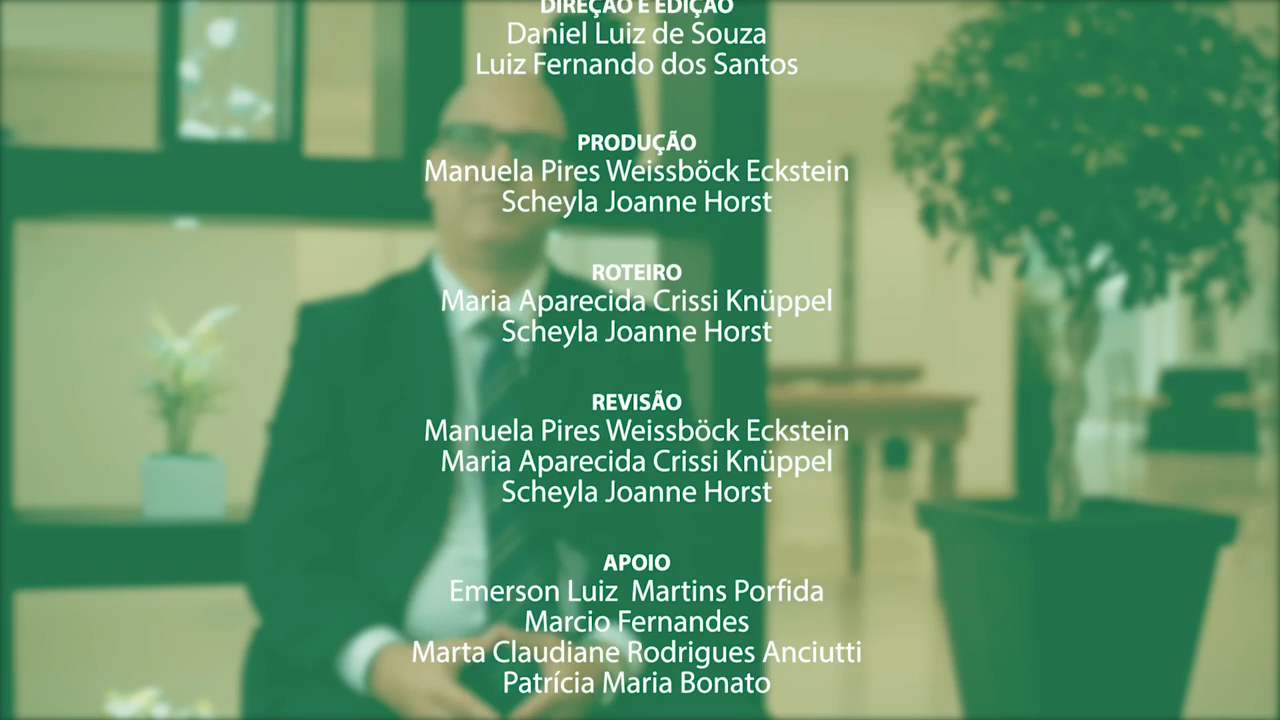 DIREÇÃO E EDIÇÃO
Daniel Luiz de Souza
Luiz Fernando dos Santos
PRODUÇÃO
Manuela Pires Weissböck Eckstein
Scheyla Joanne Horst
ROTEIRO
Maria Aparecida Crissi Knüppel
Scheyla Joanne Horst
REVISÃO
Manuela Pires Weissböck Eckstein
Maria Aparecida Crissi Knüppel
Scheyla Joanne Horst
APOIO
Emerson Luiz  Martins Porfida
Marcio Fernandes
Marta Claudiane Rodrigues Anciutti
Patrícia Maria Bonato